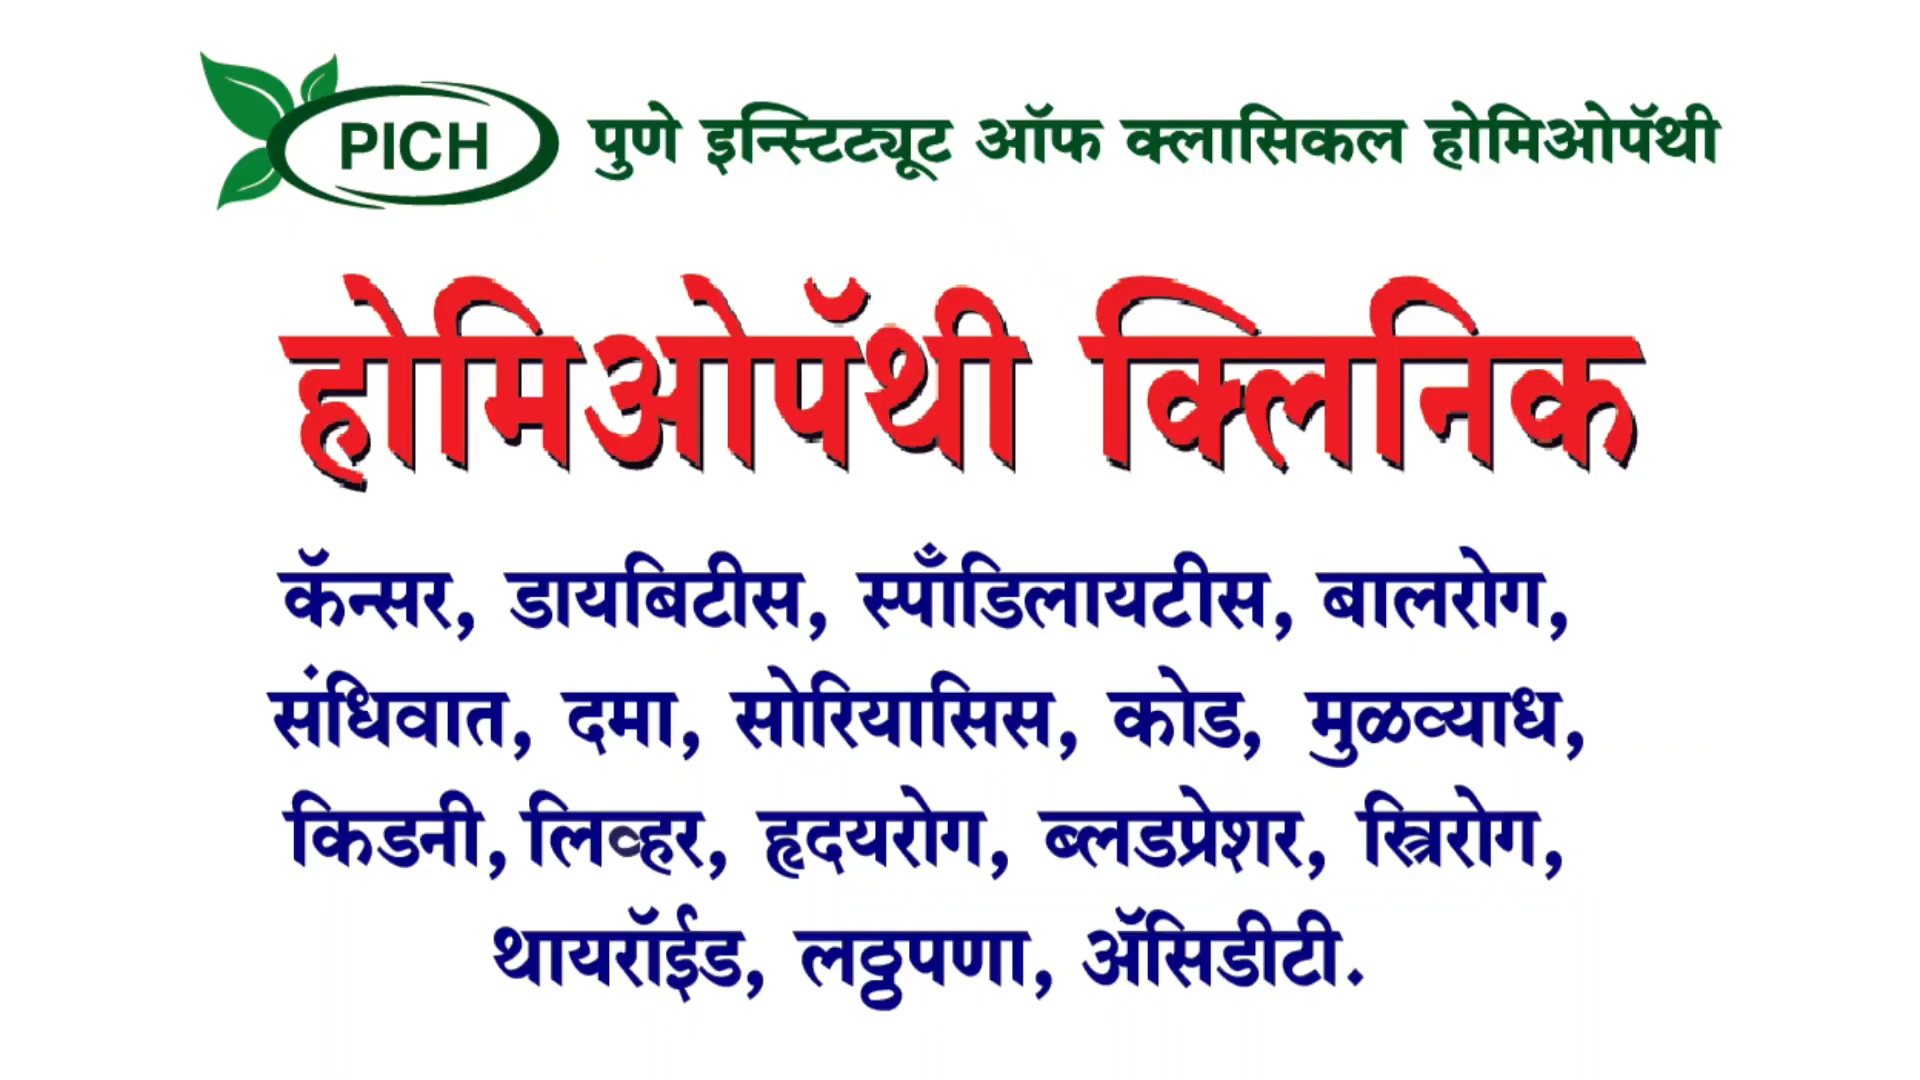 PICH पुणे इन्स्टिट्यूट ऑफ क्लासिकल होमिओपॅथी
होमिओपॅथी क्लिनिक
कॅन्सर, डायबिटीस, स्पाँडिलायटीस, बालरोग,
संधिवात, दमा, सोरियासिस, कोड, मुळव्याध,
किडनी, लिव्हर, हृदयरोग, ब्लडप्रेशर, स्त्रिरोग,
थायरॉईड, लठ्ठपणा, ॲसिडीटी.